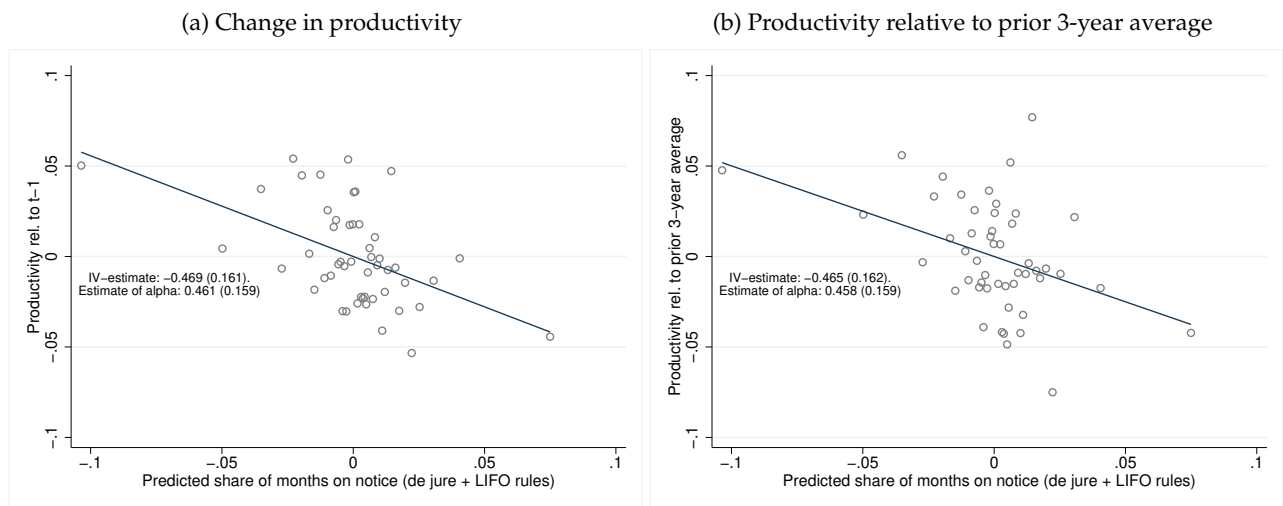 (a) Change in productivity
Productivity rel. to t−1
.1
.05
0
−.05
−.1
IV−estimate: −0.469 (0.161).
Estimate of alpha: 0.461 (0.159)
−.1 −.05 0 .05 .1
Predicted share of months on notice (de jure + LIFO rules)
(b) Productivity relative to prior 3-year average
Productivity rel. to prior 3−year average
.1
.05
0
−.05
−.1
IV−estimate: −0.465 (0.162).
Estimate of alpha: 0.458 (0.159)
−.1 −.05 0 .05 .1
Predicted share of months on notice (de jure + LIFO rules)